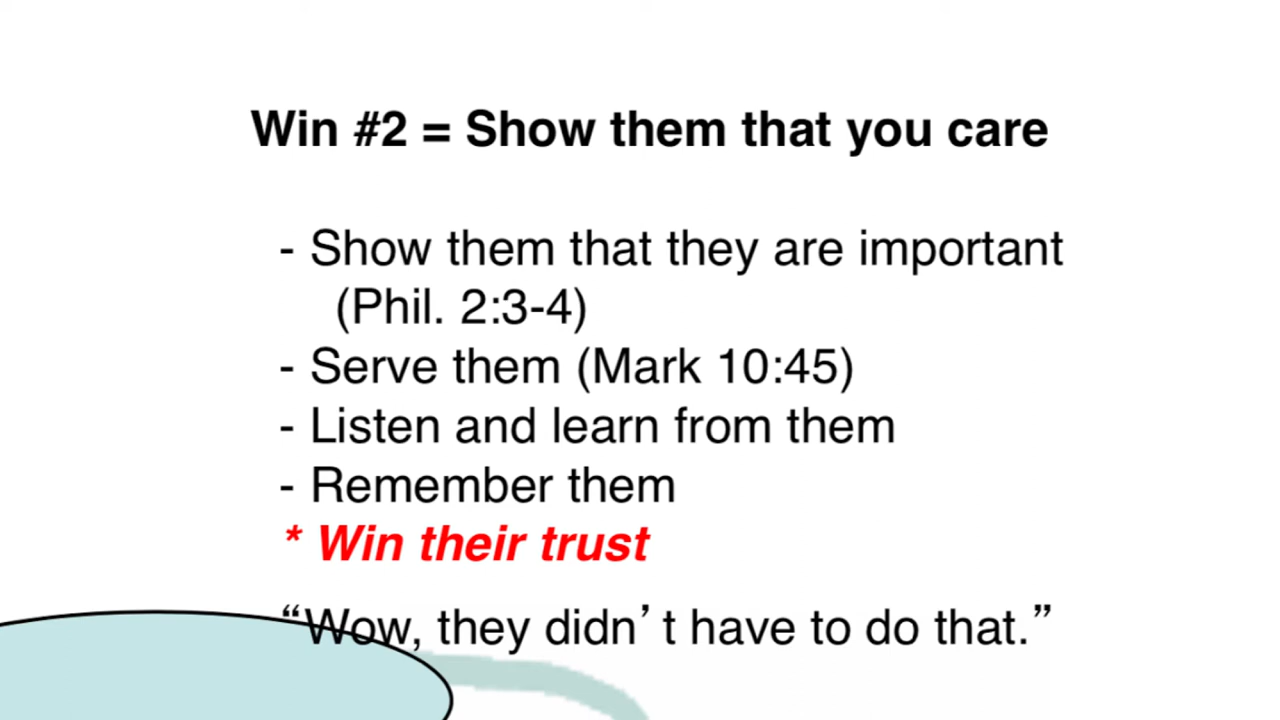 Win #2 = Show them that you care
- Show them that they are important
(Phil. 2:3-4)
- Serve them (Mark 10:45)
- Listen and learn from them
- Remember them
* Win their trust
“Wow, they didn’t have to do that.”